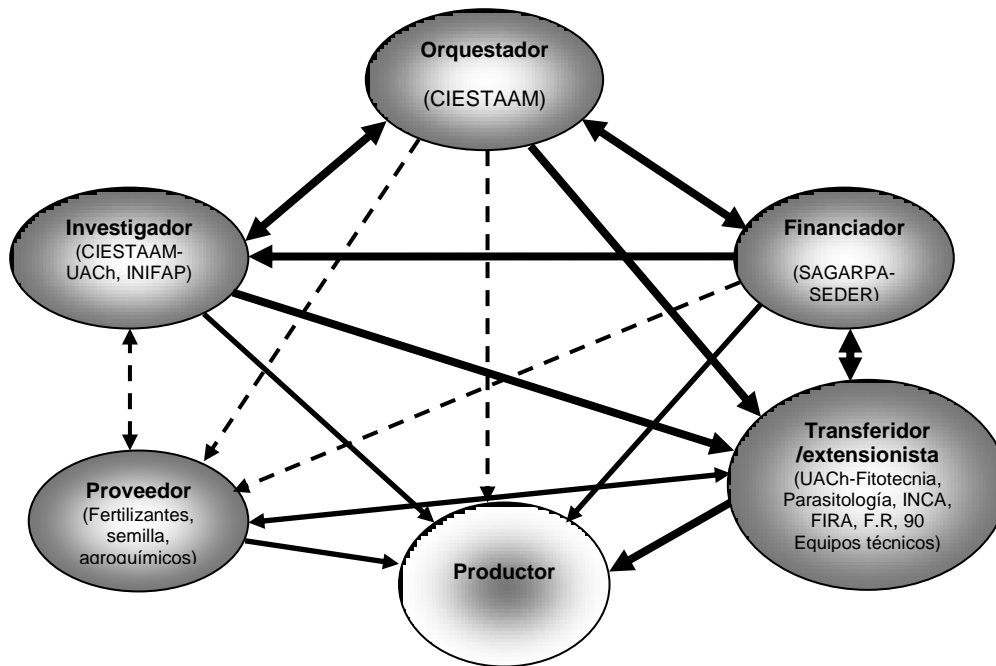 Orquestador
(CIESTAAM)
Investigador
(CIESTAAM-
UACh, INIFAP)
Financiador
(SAGARPA-
SEDER)
Proveedor
(Fertilizantes,
semilla,
agroquímicos)
Productor
Transferidor
/extensionista
(UACh-Fitotecnia,
Parasitología, INCA,
FIRA, F.R, 90
Equipos técnicos)